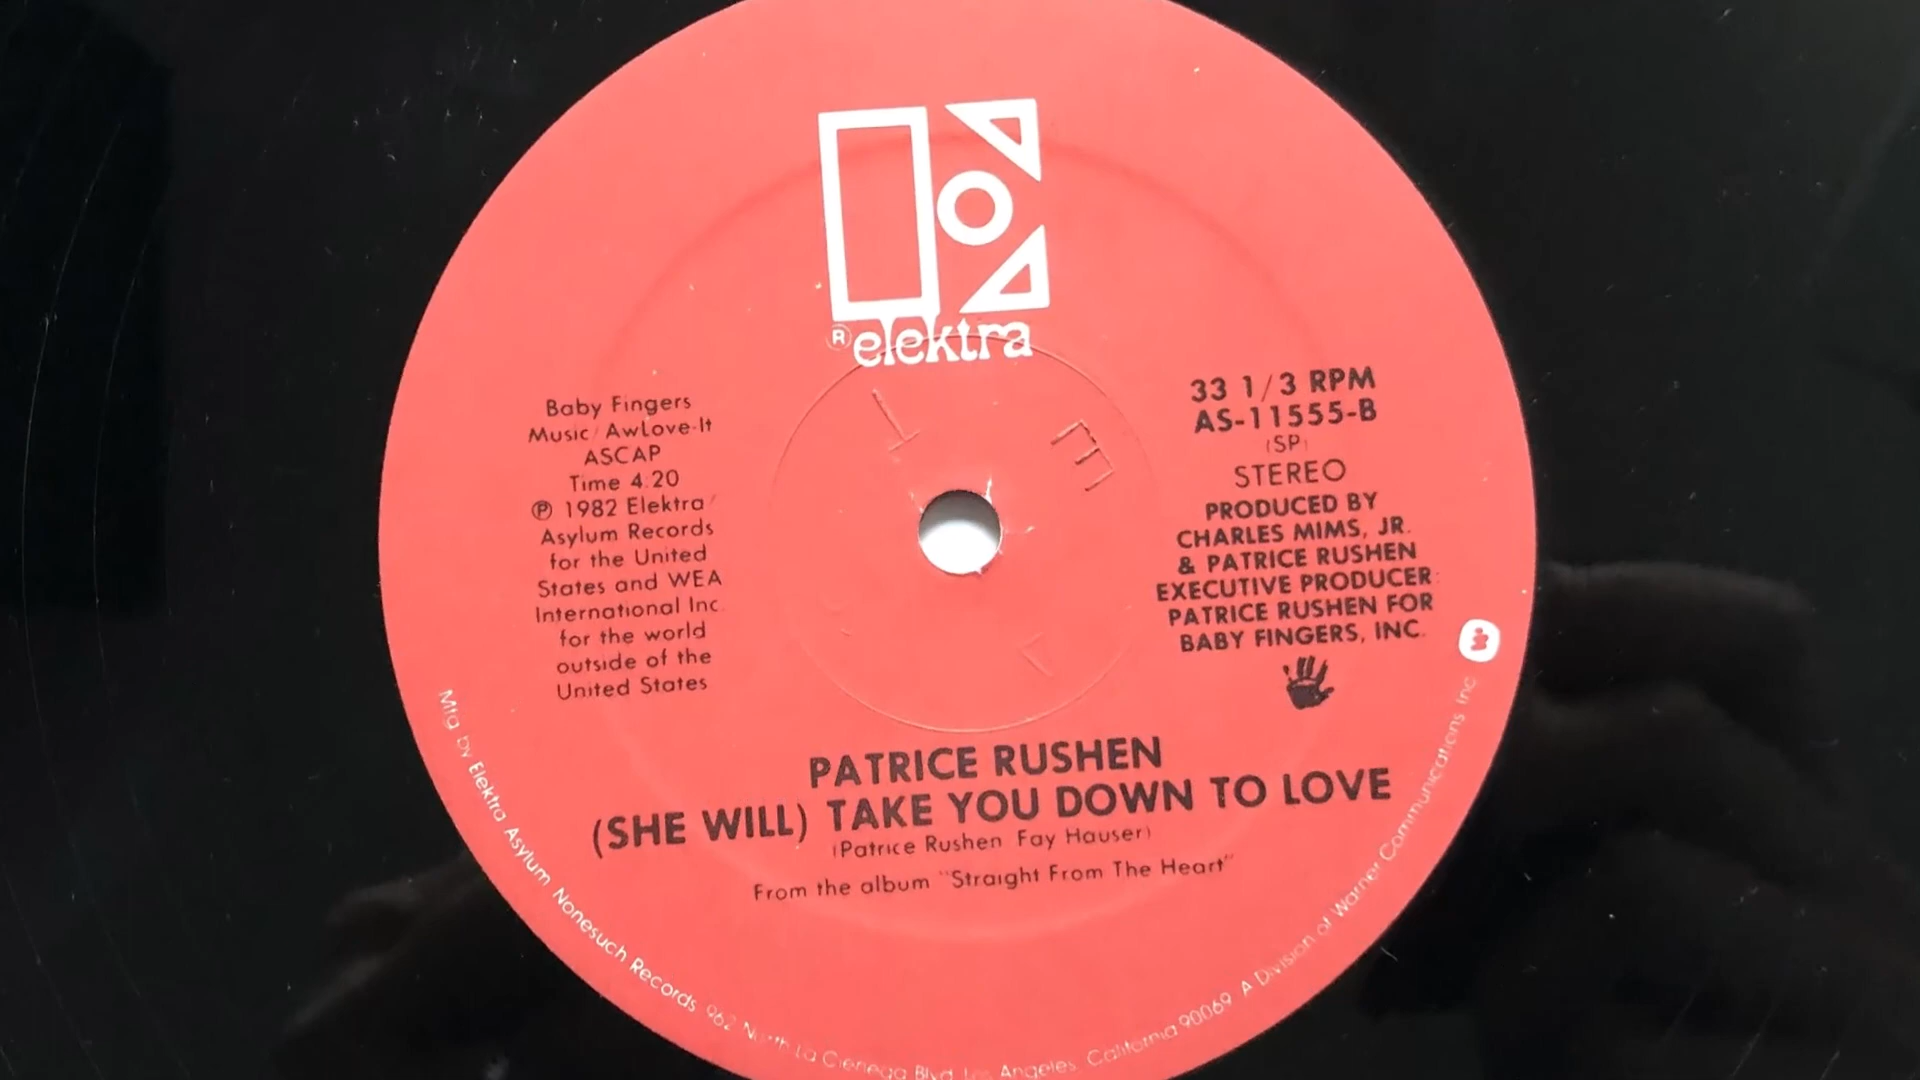 ® elektra
Baby Fingers
Music/AwLove-It
ASCAP
Time 4:20
℗ 1982 Elektra/
Asylum Records
for the United
States and WEA
International Inc.
for the world
outside of the
United States
33 1/3 RPM
AS-11555-B
(SP)
STEREO
PRODUCED BY
CHARLES MIMS, JR.
& PATRICE RUSHEN
EXECUTIVE PRODUCER:
PATRICE RUSHEN FOR
BABY FINGERS, INC.
PATRICE RUSHEN
(SHE WILL) TAKE YOU DOWN TO LOVE
(Patrice Rushen Fay Hauser)
From the album "Straight From The Heart"
Mfg by Elektra Asylum Nonesuch Records 962 North La Cienega Blvd. Los Angeles California 90069 A Division of Warner Communications Inc